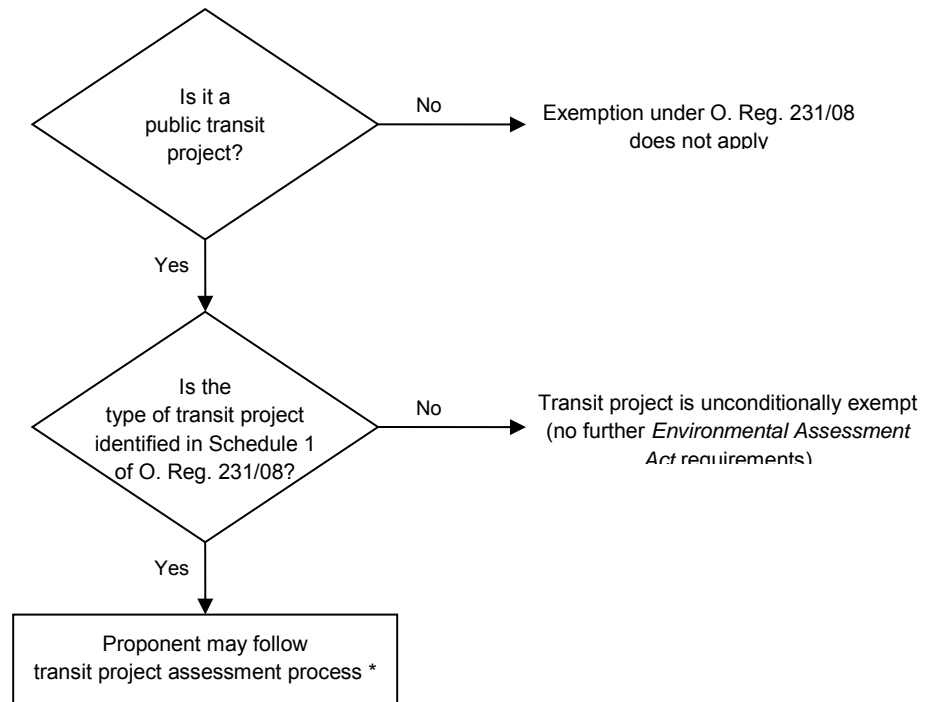 Is it a
public transit
project?
No
Exemption under O. Reg. 231/08
does not apply
Yes
Is the
type of transit project
identified in Schedule 1
of O. Reg. 231/08?
No
Transit project is unconditionally exempt
(no further Environmental Assessment
Act requirements)
Yes
Proponent may follow
transit project assessment process *